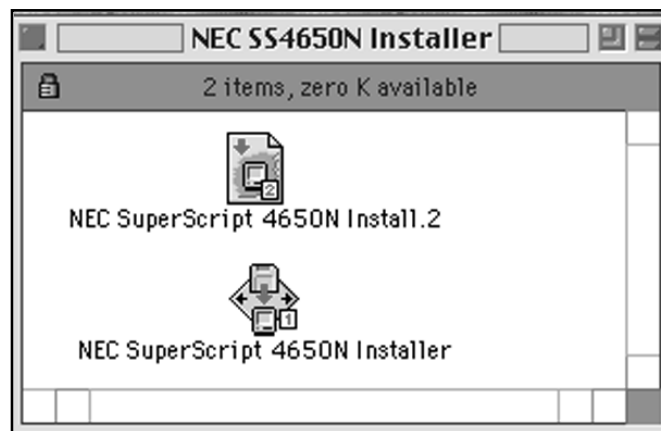 NEC SS4650N Installer
2 items, zero K available
2
NEC SuperScript 4650N Install.2
1
NEC SuperScript 4650N Installer